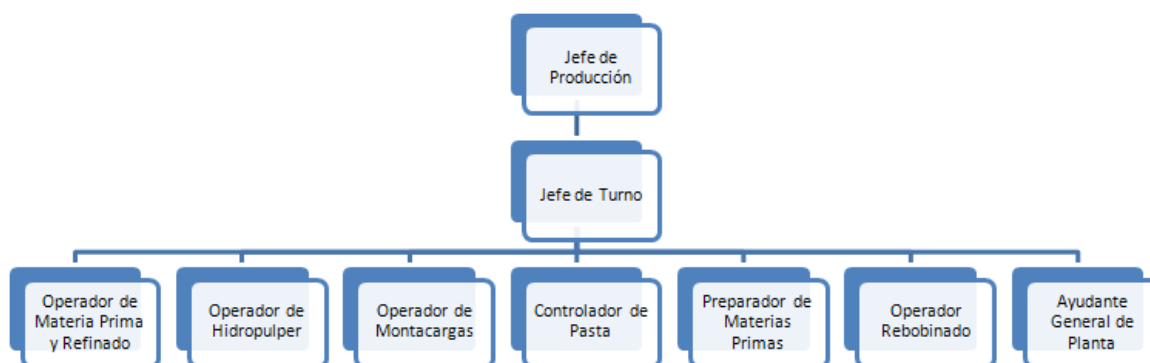 Jefe de
Producción
Jefe de Turno
Operador de
Materia Prima
y Refinado
Operador de
Hidropulper
Operador de
Montacargas
Controlador de
Pasta
Preparador de
Materias
Primas
Operador
Rebobinado
Ayudante
General de
Planta